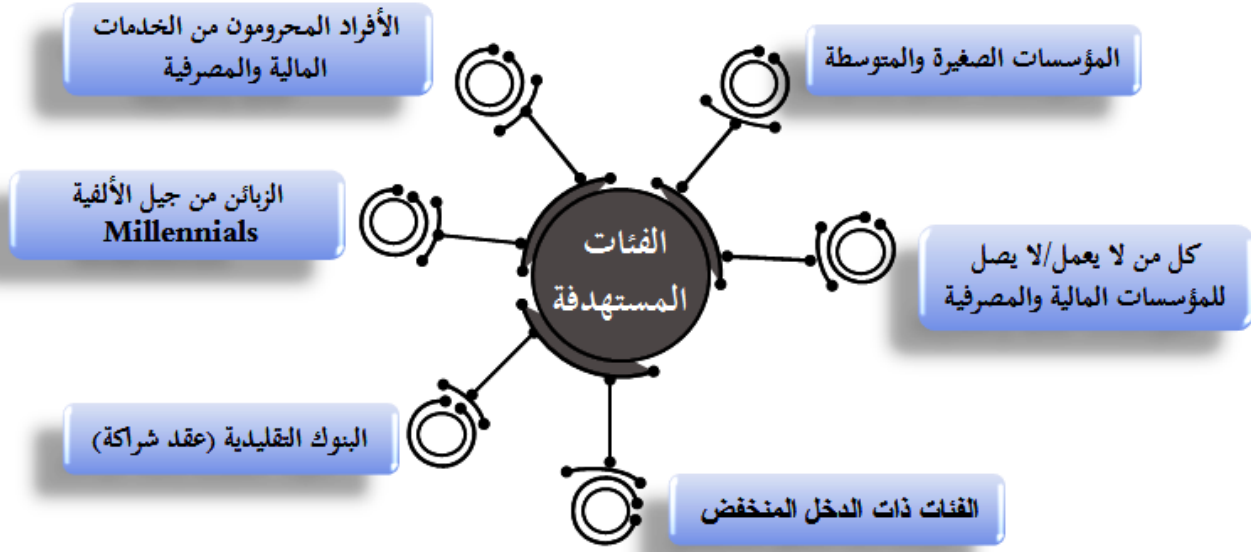 الأفراد المحرومون من الخدمات
المالية والمصرفية
المؤسسات الصغيرة والمتوسطة
الزبائن من جيل الألفية
Millennials
الفئات
المستهدفة
كل من لا يعمل/لا يصل
للمؤسسات المالية والمصرفية
البنوك التقليدية (عقد شراكة)
الفئات ذات الدخل المنخفض